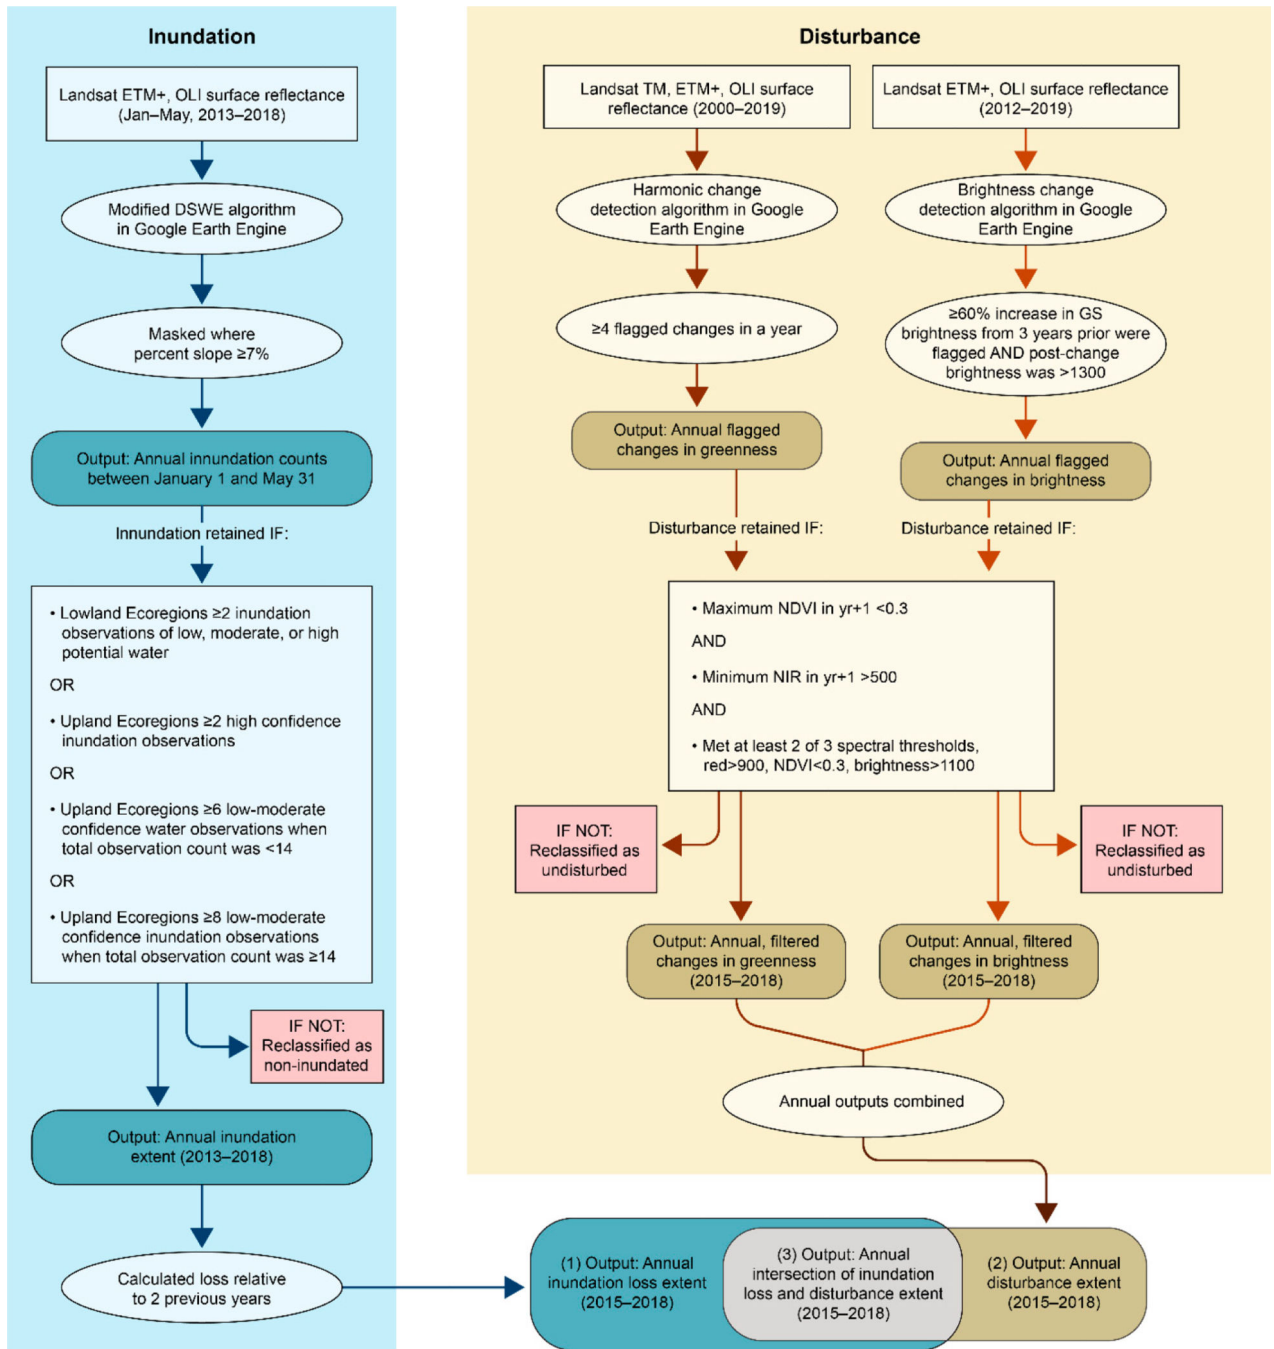 Inundation
Landsat ETM+, OLI surface reflectance
(Jan–May, 2013–2018)
Modified DSWE algorithm
in Google Earth Engine
Masked where
percent slope ≥7%
Output: Annual innundation counts
between January 1 and May 31
Innundation retained IF:
• Lowland Ecoregions ≥2 inundation
observations of low, moderate, or high
potential water
OR
• Upland Ecoregions ≥2 high confidence
inundation observations
OR
• Upland Ecoregions ≥6 low-moderate
confidence water observations when
total observation count was <14
OR
• Upland Ecoregions ≥8 low-moderate
confidence inundation observations
when total observation count was ≥14
IF NOT:
Reclassified as
non-inundated
Output: Annual inundation
extent (2013–2018)
Calculated loss relative
to 2 previous years
Disturbance
Landsat TM, ETM+, OLI surface
reflectance (2000–2019)
Harmonic change
detection algorithm in Google
Earth Engine
≥4 flagged changes in a year
Output: Annual flagged
changes in greenness
Disturbance retained IF:
Landsat ETM+, OLI surface reflectance
(2012–2019)
Brightness change
detection algorithm in Google
Earth Engine
≥60% increase in GS
brightness from 3 years prior were
flagged AND post-change
brightness was >1300
Output: Annual flagged
changes in brightness
Disturbance retained IF:
• Maximum NDVI in yr+1 <0.3
AND
• Minimum NIR in yr+1 >500
AND
• Met at least 2 of 3 spectral thresholds,
red>900, NDVI<0.3, brightness>1100
IF NOT:
Reclassified as
undisturbed
IF NOT:
Reclassified as
undisturbed
Output: Annual, filtered
changes in greenness
(2015–2018)
Output: Annual, filtered
changes in brightness
(2015–2018)
Annual outputs combined
(1) Output: Annual
inundation loss extent
(2015–2018)
(3) Output: Annual
intersection of inundation
loss and disturbance extent
(2015–2018)
(2) Output: Annual
disturbance extent
(2015–2018)